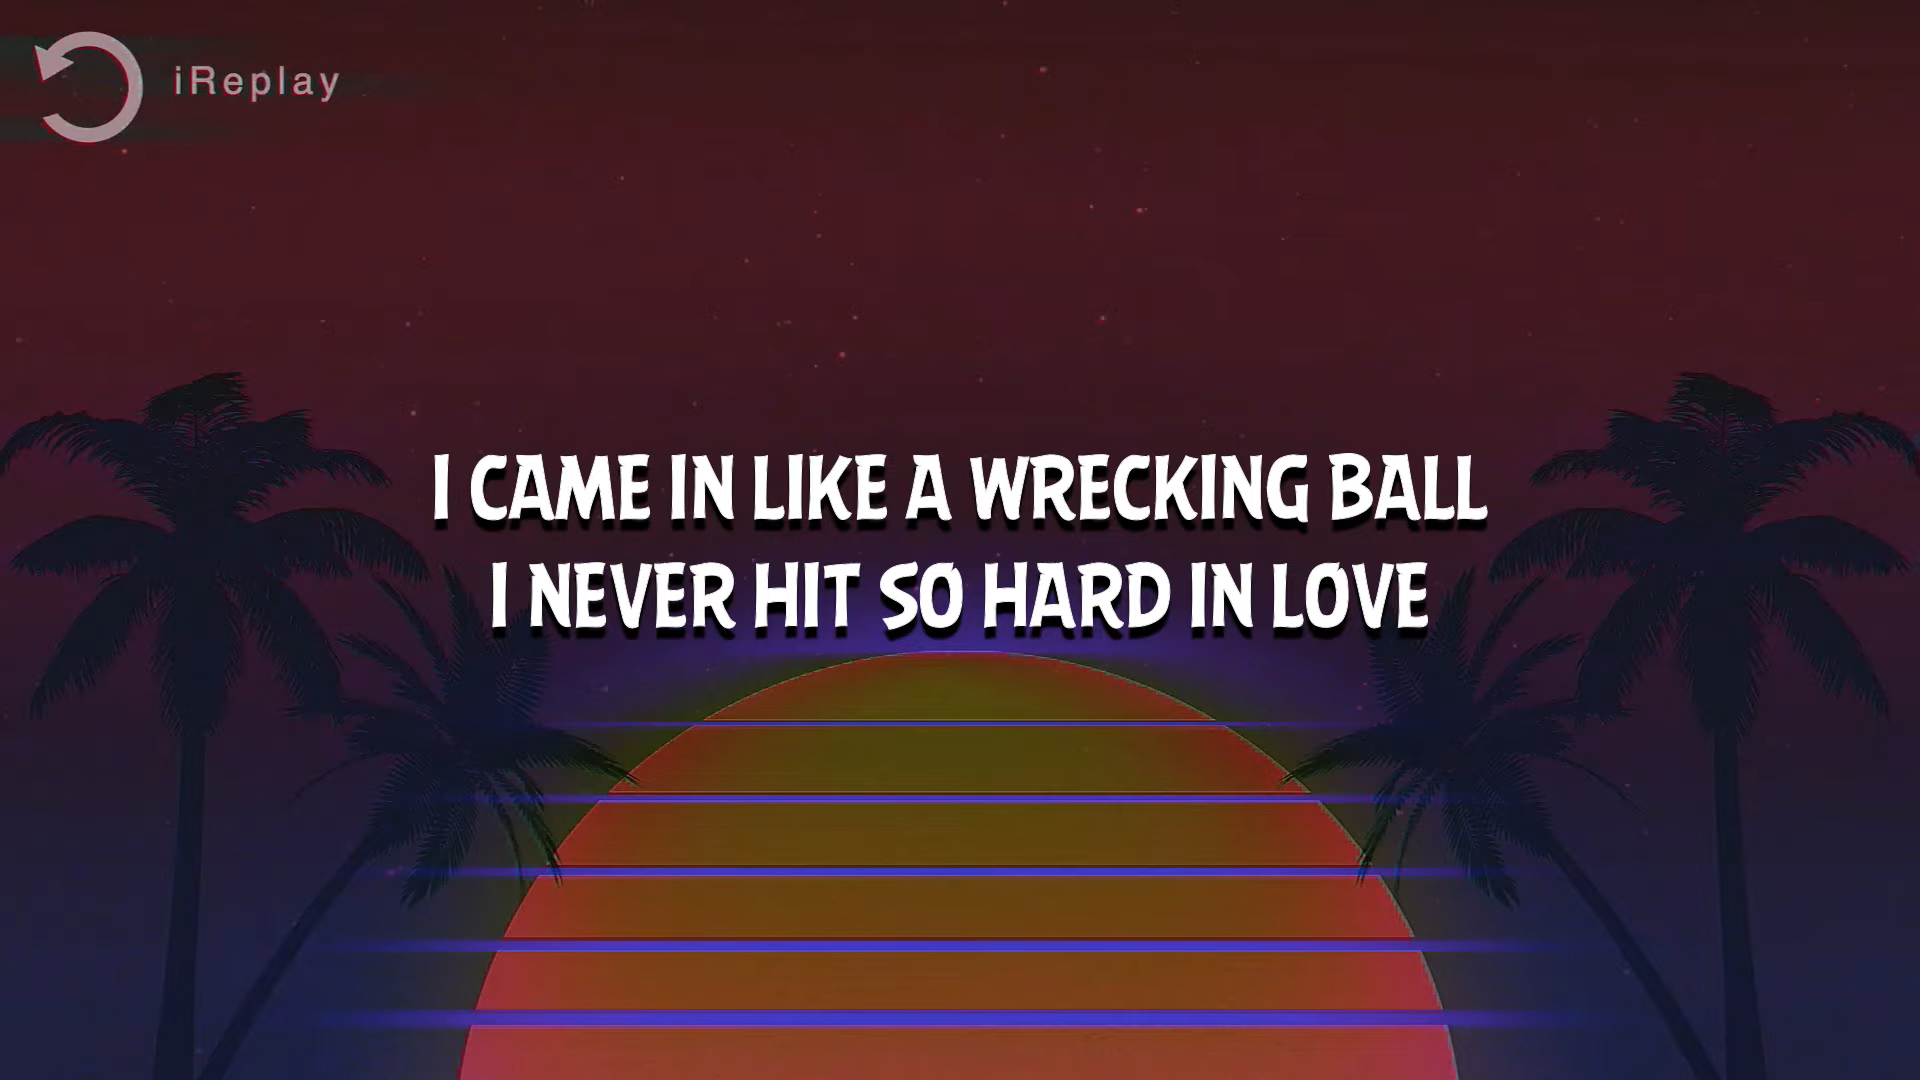 iReplay
I CAME IN LIKE A WRECKING BALL
I NEVER HIT SO HARD IN LOVE